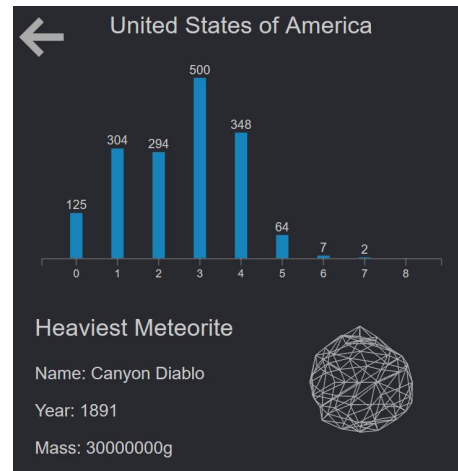 United States of America
500
348
304
294
125
64
7
2
0 1 2 3 4 5 6 7 8
Heaviest Meteorite
Name: Canyon Diablo
Year: 1891
Mass: 30000000g